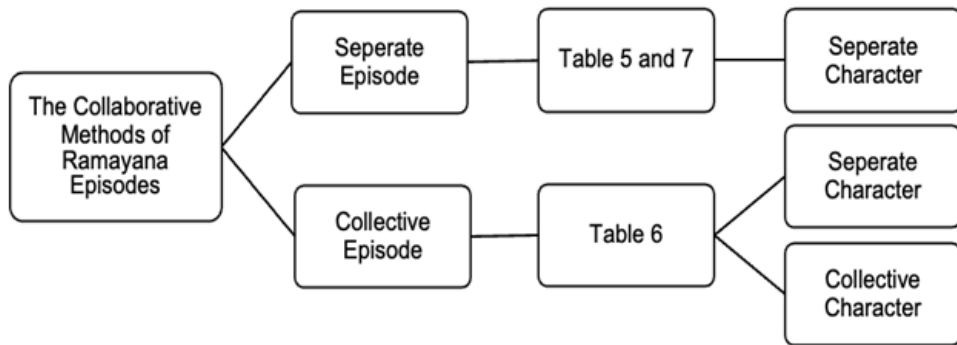 The Collaborative
Methods of
Ramayana
Episodes
Seperate
Episode
Table 5 and 7
Seperate
Character
Collective
Episode
Table 6
Seperate
Character
Collective
Character